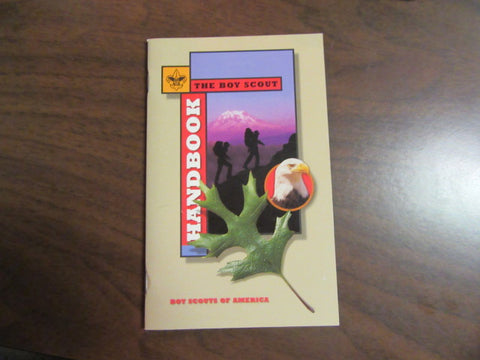 THE BOY SCOUT
HANDBOOK
BOY SCOUTS OF AMERICA